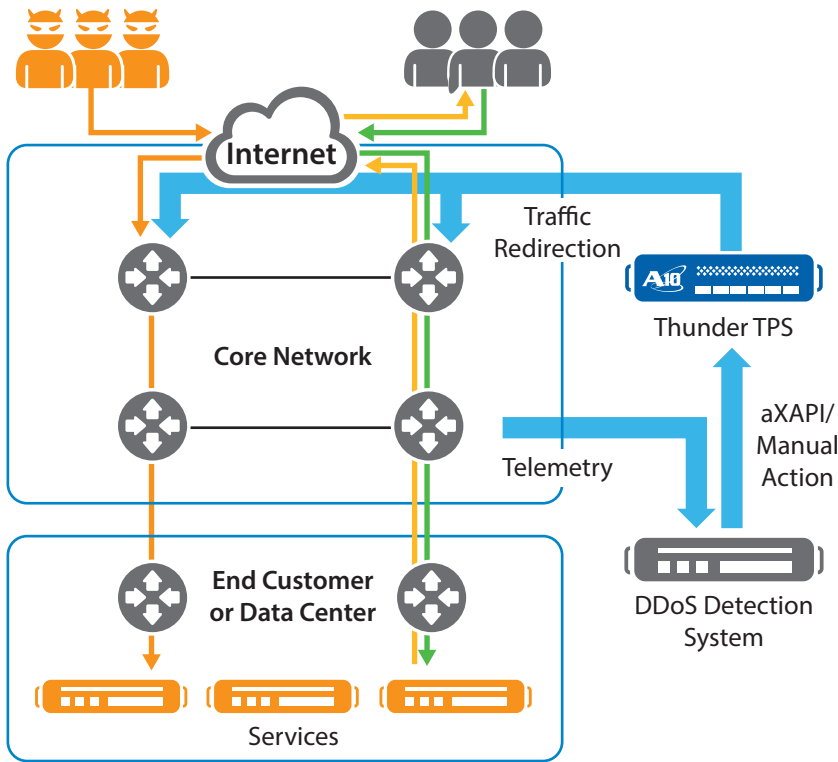 Internet
Traffic
Redirection
A10
Thunder TPS
Core Network
aXAPI/
Manual
Action
Telemetry
End Customer
or Data Center
DDoS Detection
System
Services